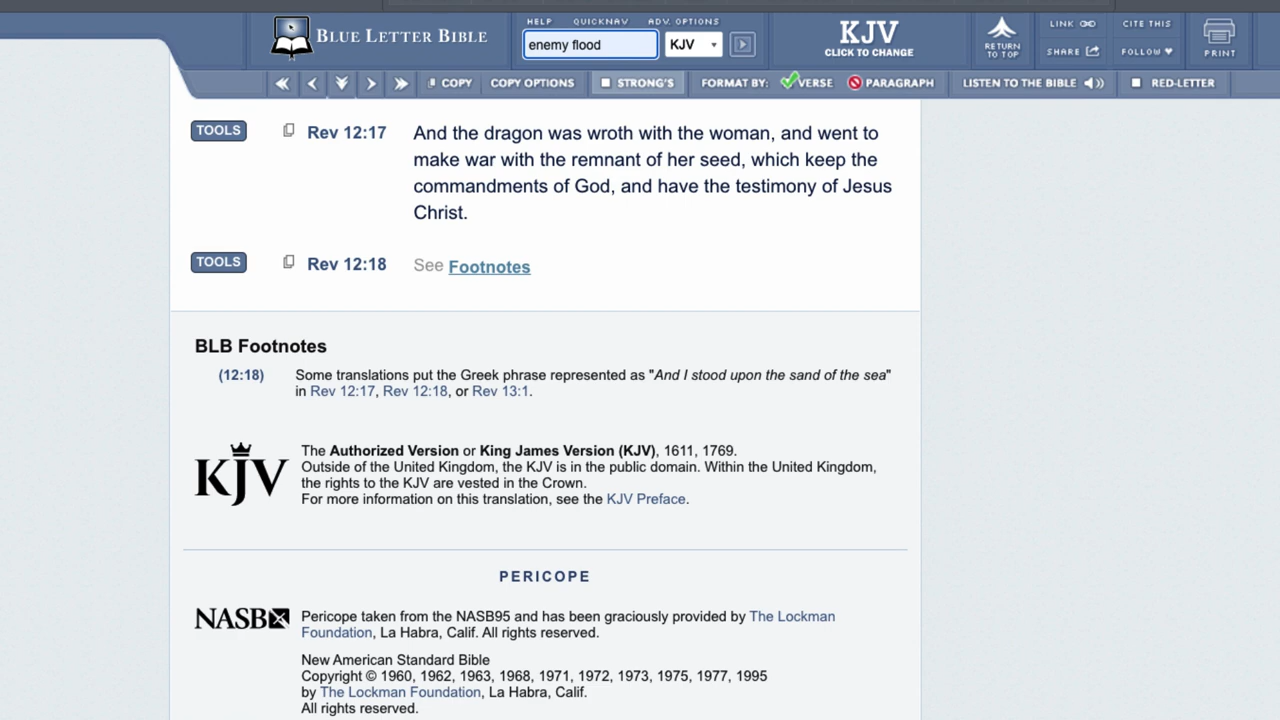 HELP QUICKNAV ADV. OPTIONS
BLUE LETTER BIBLE
enemy flood
KJV
KJV
CLICK TO CHANGE
RETURN
TO TOP
LINK
CITE THIS
SHARE
FOLLOW
PRINT
COPY
COPY OPTIONS
STRONG'S
FORMAT BY:
VERSE
PARAGRAPH
LISTEN TO THE BIBLE
RED-LETTER
TOOLS
Rev 12:17
And the dragon was wroth with the woman, and went to
make war with the remnant of her seed, which keep the
commandments of God, and have the testimony of Jesus
Christ.
TOOLS
Rev 12:18
See Footnotes
BLB Footnotes
(12:18)
Some translations put the Greek phrase represented as "And I stood upon the sand of the sea"
in Rev 12:17, Rev 12:18, or Rev 13:1.
KJV
The Authorized Version or King James Version (KJV), 1611, 1769.
Outside of the United Kingdom, the KJV is in the public domain. Within the United Kingdom,
the rights to the KJV are vested in the Crown.
For more information on this translation, see the KJV Preface.
PERICOPE
NASB
Pericope taken from the NASB95 and has been graciously provided by The Lockman
Foundation, La Habra, Calif. All rights reserved.
New American Standard Bible
Copyright © 1960, 1962, 1963, 1968, 1971, 1972, 1973, 1975, 1977, 1995
by The Lockman Foundation, La Habra, Calif.
All rights reserved.